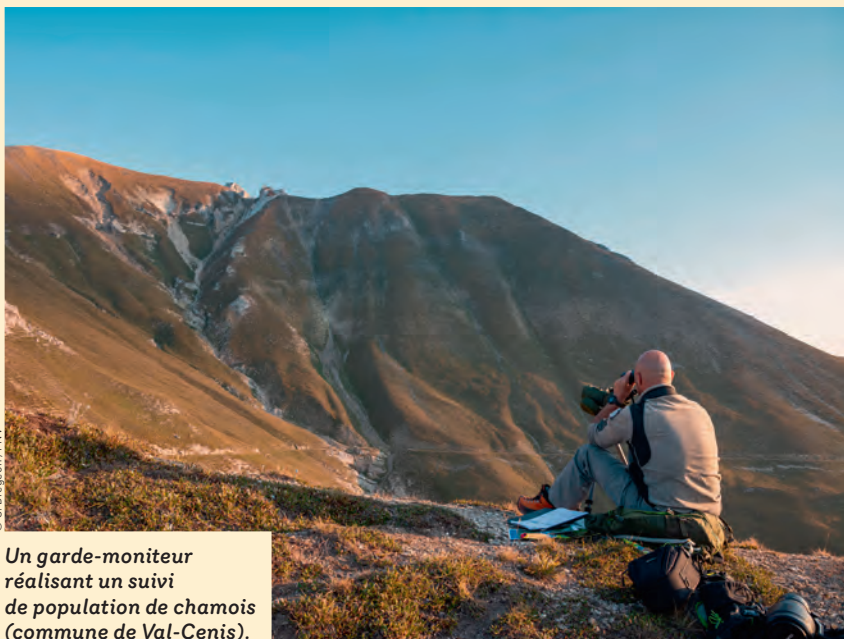 Un garde-moniteur
réalisant un suivi
de population de chamois
(commune de Val-Cenis).